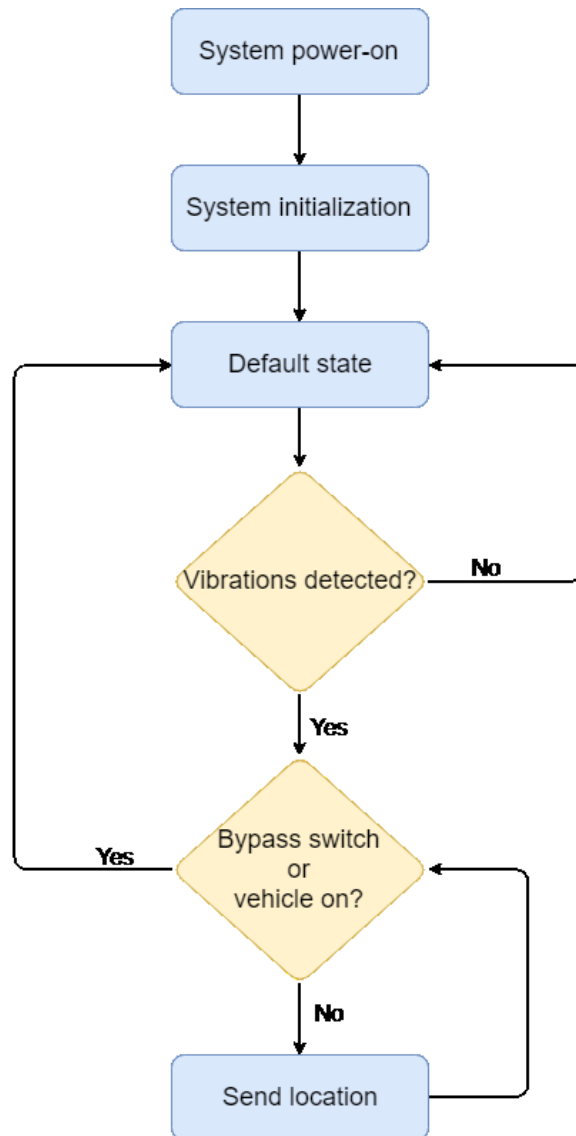 System power-on
System initialization
Default state
Vibrations detected?
No
Yes
Bypass switch
or
vehicle on?
Yes
No
Send location